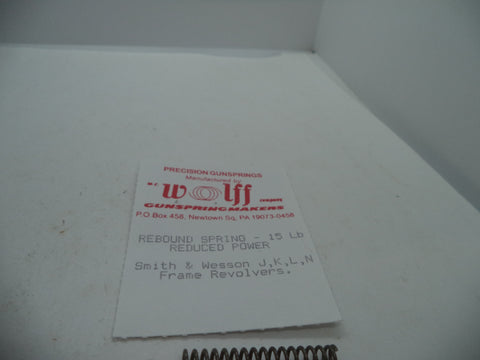 PRECISION GUNSPRINGS
Manufactured by
W.C. Wolff company
GUNSPRINGMAKERS
P.O Box 458, Newtown Sq, PA 19073-0458
REBOUND SPRING - 15 Lb
REDUCED POWER
Smith & Wesson J,K,L,N
Frame Revolvers.